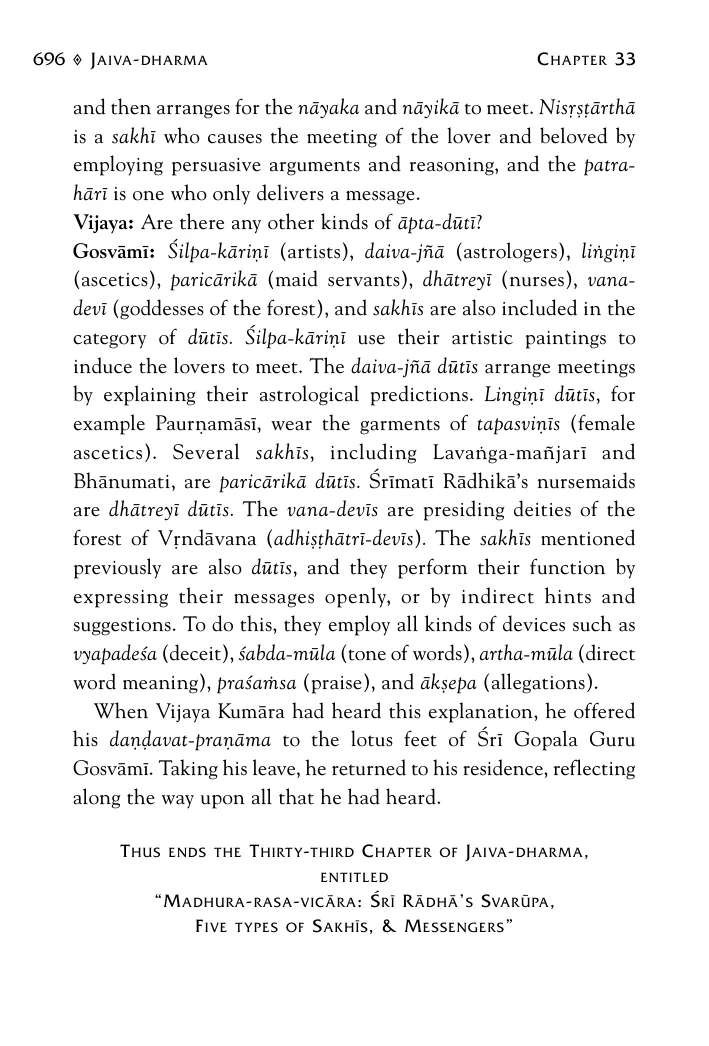 696 ◊ Jaiva-dharma Chapter 33
and then arranges for the nāyaka and nāyikā to meet. Nisṛṣṭārthā
is a sakhī who causes the meeting of the lover and beloved by
employing persuasive arguments and reasoning, and the patra-
hārī is one who only delivers a message.
Vijaya: Are there any other kinds of āpta-dūtī?
Gosvāmī: Śilpa-kāriṇī (artists), daiva-jñā (astrologers), liṅgiṇī
(ascetics), paricārikā (maid servants), dhātreyī (nurses), vana-
devī (goddesses of the forest), and sakhīs are also included in the
category of dūtīs. Śilpa-kāriṇī use their artistic paintings to
induce the lovers to meet. The daiva-jñā dūtīs arrange meetings
by explaining their astrological predictions. Lingiṇī dūtīs, for
example Paurṇamāsī, wear the garments of tapasviṇīs (female
ascetics). Several sakhīs, including Lavaṅga-mañjarī and
Bhānumati, are paricārikā dūtīs. Śrīmatī Rādhikā's nursemaids
are dhātreyī dūtīs. The vana-devīs are presiding deities of the
forest of Vṛndāvana (adhiṣṭhātrī-devīs). The sakhīs mentioned
previously are also dūtīs, and they perform their function by
expressing their messages openly, or by indirect hints and
suggestions. To do this, they employ all kinds of devices such as
vyapadeśa (deceit), śabda-mūla (tone of words), artha-mūla (direct
word meaning), praśaṁsa (praise), and ākṣepa (allegations).
When Vijaya Kumāra had heard this explanation, he offered
his daṇḍavat-praṇāma to the lotus feet of Śrī Gopala Guru
Gosvāmī. Taking his leave, he returned to his residence, reflecting
along the way upon all that he had heard.
Thus ends the Thirty-third Chapter of Jaiva-dharma,
entitled
“Madhura-rasa-vicāra: Śrī Rādhā's Svarūpa,
Five types of Sakhīs, & Messengers”